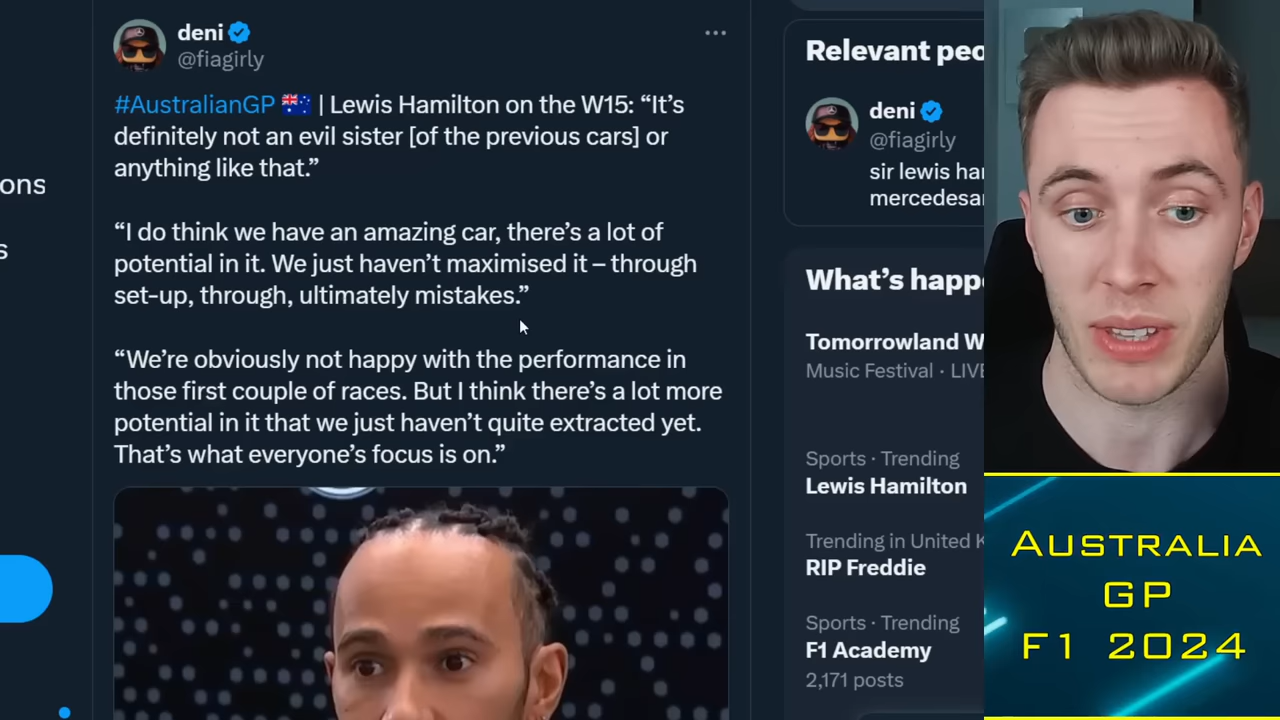 ons
s
deni
@fiagirly
#AustralianGP 🇦🇺 | Lewis Hamilton on the W15: “It’s
definitely not an evil sister [of the previous cars] or
anything like that.”
“I do think we have an amazing car, there’s a lot of
potential in it. We just haven’t maximised it – through
set-up, through, ultimately mistakes.”
“We’re obviously not happy with the performance in
those first couple of races. But I think there’s a lot more
potential in it that we just haven’t quite extracted yet.
That’s what everyone’s focus is on.”
Relevant peo
deni
@fiagirly
sir lewis har
mercedesar
What’s happe
Tomorrowland W
Music Festival · LIVE
Sports · Trending
Lewis Hamilton
Trending in United K
RIP Freddie
Sports · Trending
F1 Academy
2,171 posts
AUSTRALIA
GP
F1 2024